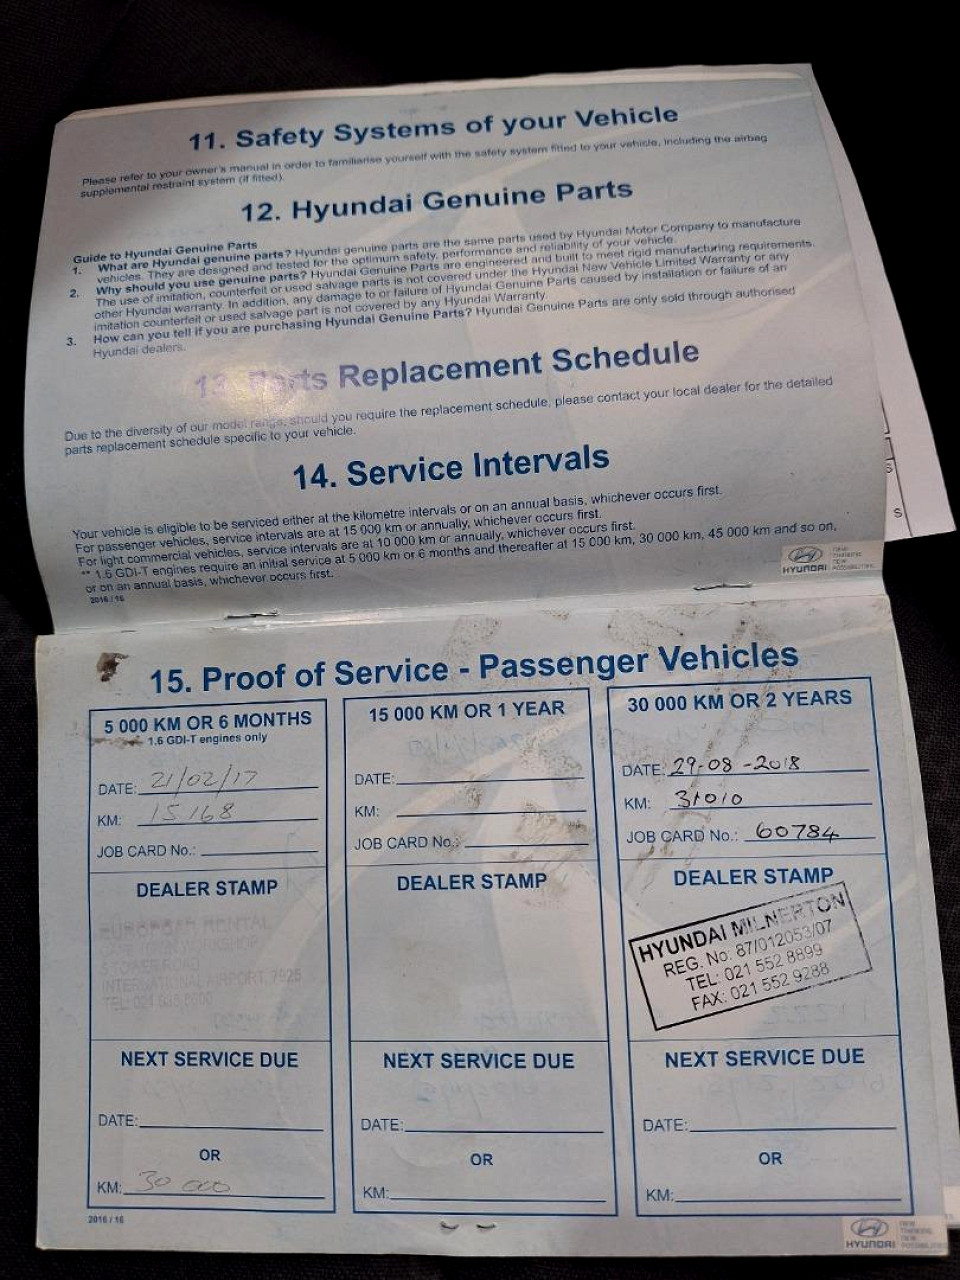 11. Safety Systems of your Vehicle
Please refer to your owner's manual in order to familiarise yourself with the safety system fitted to your vehicle, including the airbag
supplemental restraint system (if fitted).
12. Hyundai Genuine Parts
Guide to Hyundai Genuine Parts
1. What are Hyundai genuine parts? Hyundai genuine parts are the same parts used by Hyundai Motor Company to manufacture
vehicles. They are designed and tested for the optimum safety, performance and reliability of your vehicle.
2. Why should you use genuine parts? Hyundai Genuine Parts are engineered and built to meet rigid manufacturing requirements.
The use of imitation, counterfeit or used salvage parts is not covered under the Hyundai New Vehicle Limited Warranty or any
other Hyundai warranty. In addition, any damage to or failure of Hyundai Genuine Parts caused by installation or failure of an
imitation counterfeit or used salvage part is not covered by any Hyundai Warranty.
3. How can you tell if you are purchasing Hyundai Genuine Parts? Hyundai Genuine Parts are only sold through authorised
Hyundai dealers.
13. Parts Replacement Schedule
Due to the diversity of our model range, should you require the replacement schedule, please contact your local dealer for the detailed
parts replacement schedule specific to your vehicle.
14. Service Intervals
Your vehicle is eligible to be serviced either at the kilometre intervals or on an annual basis, whichever occurs first.
For passenger vehicles, service intervals are at 15 000 km or annually, whichever occurs first.
For light commercial vehicles, service intervals are at 10 000 km or annually, whichever occurs first.
** 1.6 GDI-T engines require an initial service at 5 000 km or 6 months and thereafter at 15 000 km, 30 000 km, 45 000 km and so on,
or on an annual basis, whichever occurs first.
2016 / 16
HYUNDAI
NEW
THINKING
NEW
POSSIBILITIES
S
S
15. Proof of Service - Passenger Vehicles
5 000 KM OR 6 MONTHS
1.6 GDI-T engines only
DATE: 21/02/17
KM: 15168
JOB CARD No.:
DEALER STAMP
RENTAL
INTERNATIONAL AIRPORT, 7525
NEXT SERVICE DUE
DATE:
OR
KM: 30 000
15 000 KM OR 1 YEAR
DATE:
KM:
JOB CARD No.:
DEALER STAMP
NEXT SERVICE DUE
DATE:
OR
KM:
30 000 KM OR 2 YEARS
DATE: 29-08-2018
KM: 31010
JOB CARD No.: 60784
DEALER STAMP
HYUNDAI MILNERTON
REG. No: 87/012053/07
TEL: 021 552 8899
FAX: 021 552 9288
NEXT SERVICE DUE
DATE:
OR
KM:
2016 / 16
HYUNDAI
NEW
THINKING
NEW
POSSIBILITIES